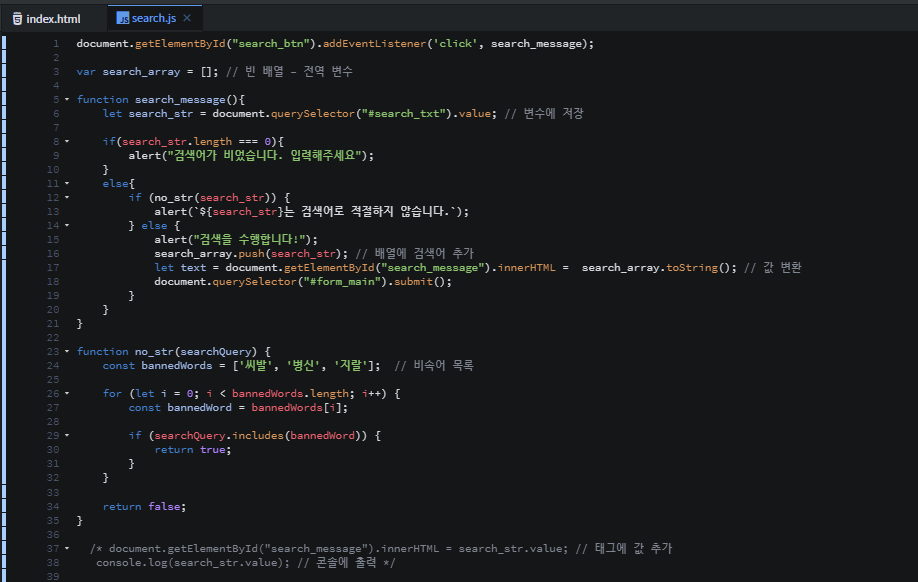 index.html
search.js ×
1 document.getElementById("search_btn").addEventListener('click', search_message);
2
3 var search_array = []; // 빈 배열 - 전역 변수
4
5 function search_message(){
6 let search_str = document.querySelector("#search_txt").value; // 변수에 저장
7
8 if(search_str.length === 0){
9 alert("검색어가 비었습니다. 입력해주세요");
10 }
11 else{
12 if (no_str(search_str)) {
13 alert(`${search_str}는 검색어로 적절하지 않습니다.`);
14 } else {
15 alert("검색을 수행합니다!");
16 search_array.push(search_str); // 배열에 검색어 추가
17 let text = document.getElementById("search_message").innerHTML =  search_array.toString(); // 값 변환
18 document.querySelector("#form_main").submit();
19 }
20 }
21 }
22
23 function no_str(searchQuery) {
24 const bannedWords = ['씨발', '병신', '지랄'];  // 비속어 목록
25
26 for (let i = 0; i < bannedWords.length; i++) {
27 const bannedWord = bannedWords[i];
28
29 if (searchQuery.includes(bannedWord)) {
30 return true;
31 }
32 }
33
34 return false;
35 }
36
37 /* document.getElementById("search_message").innerHTML = search_str.value; // 태그에 값 추가
38 console.log(search_str.value); // 콘솔에 출력 */
39